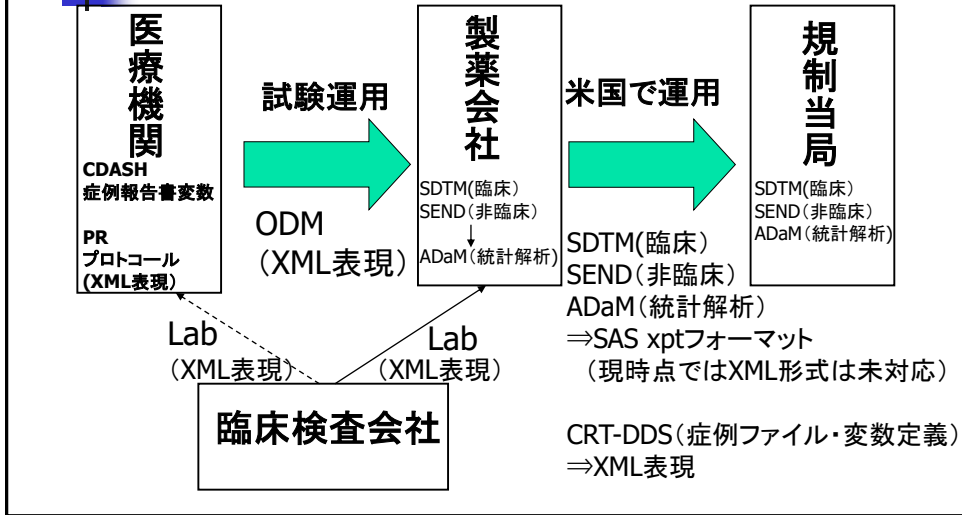 医療機関
CDASH
症例報告書変数
PR
プロトコール
(XML表現)
試験運用
ODM
(XML表現)
製薬会社
SDTM(臨床)
SEND(非臨床)
ADaM(統計解析)
米国で運用
SDTM(臨床)
SEND(非臨床)
ADaM(統計解析)
⇒SAS xptフォーマット
(現時点ではXML形式は未対応)
CRT-DDS(症例ファイル・変数定義)
⇒XML表現
規制当局
SDTM(臨床)
SEND(非臨床)
ADaM(統計解析)
Lab
(XML表現)
Lab
(XML表現)
臨床検査会社